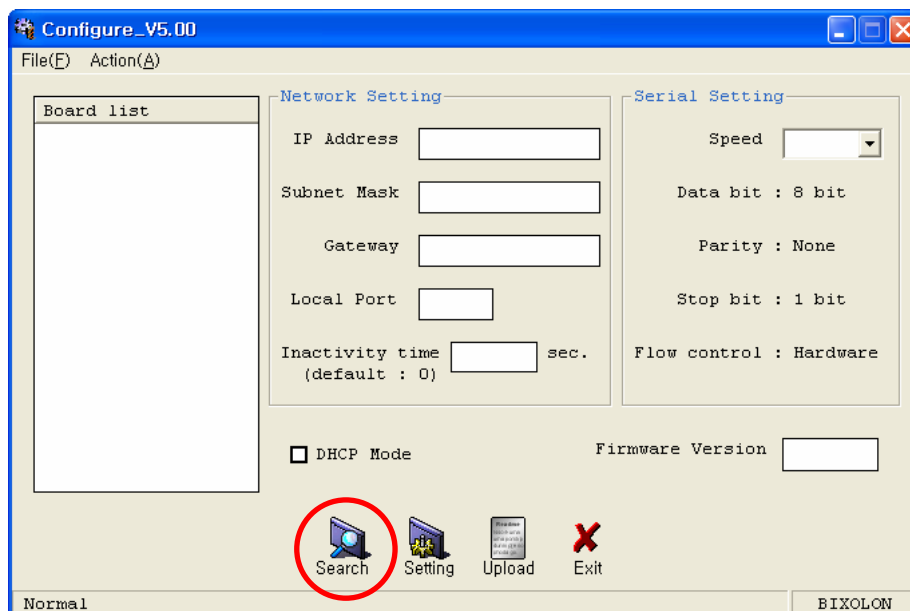 Configure_V5.00
File(F) Action(A)
Board list
Network Setting
IP Address
Subnet Mask
Gateway
Local Port
Inactivity time sec.
(default : 0)
Serial Setting
Speed
Data bit : 8 bit
Parity : None
Stop bit : 1 bit
Flow control : Hardware
DHCP Mode
Firmware Version
Search Setting Upload Exit
Normal BIXOLON